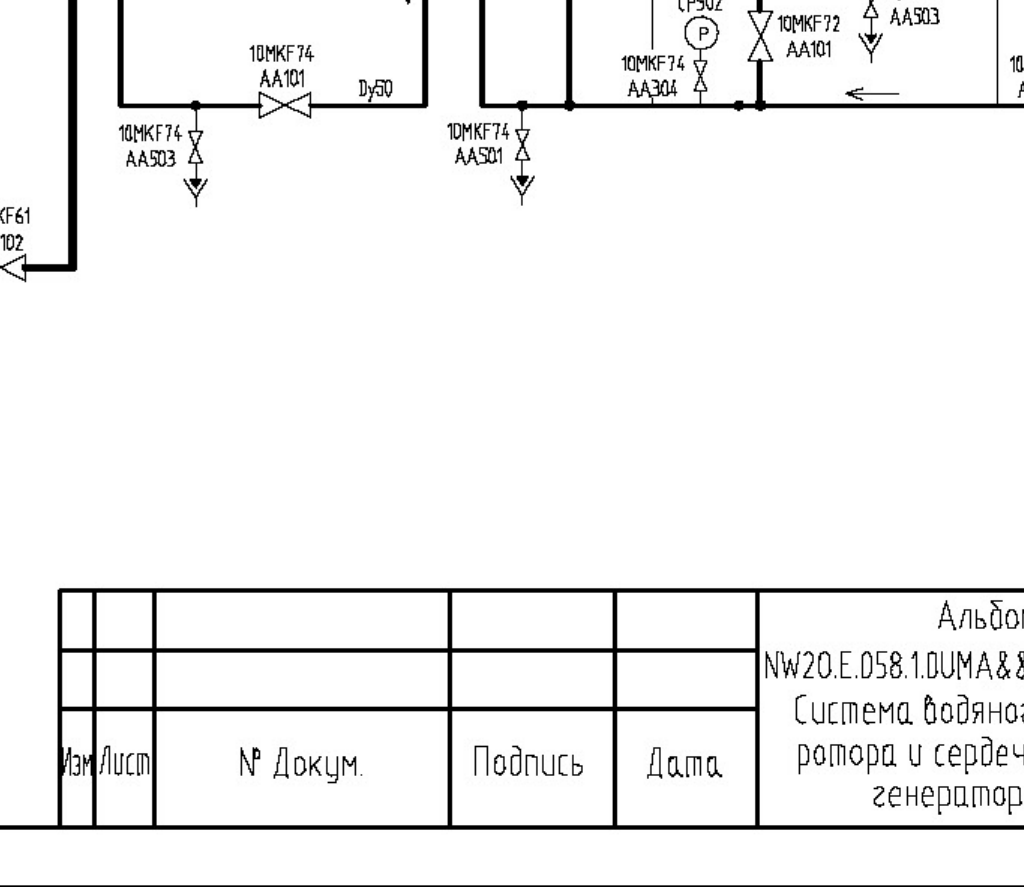 10MKF74
AA101
Dy50
10MKF74
AA503
10MKF74
AA501
CP502
P
10MKF74
AA304
10MKF72
AA101
AA503
10
KF61
102
Альбо
NW20.E.058.1.0UMA&&
Система водяног
ротора и сердеч
генератор
Изм
Лист
№ Докум.
Подпись
Дата